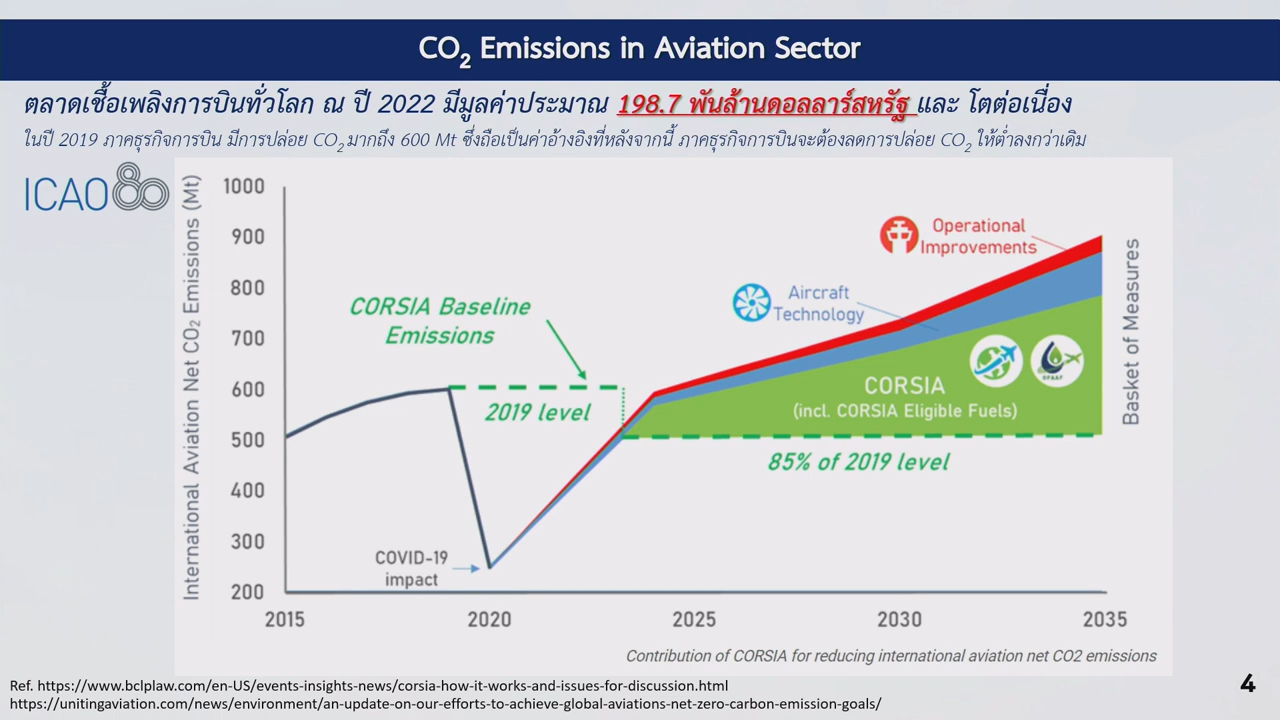 CO₂ Emissions in Aviation Sector
ตลาดเชื้อเพลิงการบินทั่วโลก ณ ปี 2022 มีมูลค่าประมาณ 198.7 พันล้านดอลลาร์สหรัฐ และ โตต่อเนื่อง
ในปี 2019 ภาคธุรกิจการบิน มีการปล่อย CO₂ มากถึง 600 Mt ซึ่งถือเป็นค่าอ้างอิงที่หลังจากนี้ ภาคธุรกิจการบินจะต้องลดการปล่อย CO₂ ให้ต่ำลงกว่าเดิม
ICAO 80
International Aviation Net CO₂ Emissions (Mt)
1000
900
800
700
600
500
400
300
200
2015
2020
2025
2030
2035
CORSIA Baseline
Emissions
2019 level
COVID-19
impact
Aircraft
Technology
Operational
Improvements
CORSIA
(incl. CORSIA Eligible Fuels)
85% of 2019 level
Basket of Measures
Contribution of CORSIA for reducing international aviation net CO2 emissions
Ref. https://www.bclplaw.com/en-US/events-insights-news/corsia-how-it-works-and-issues-for-discussion.html
https://unitingaviation.com/news/environment/an-update-on-our-efforts-to-achieve-global-aviations-net-zero-carbon-emission-goals/
4